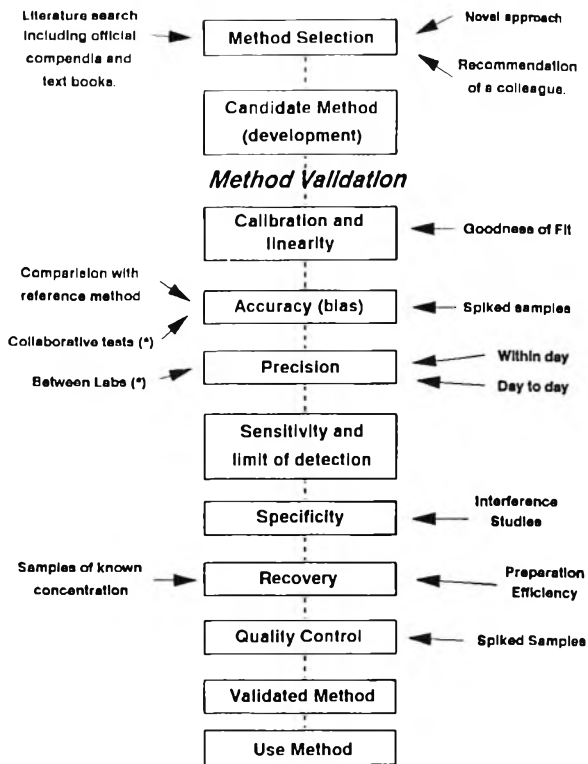 Literature search
including official
compendia and
text books.
Method Selection
Novel approach
Recommendation
of a colleague.
Candidate Method
(development)
Method Validation
Calibration and
linearity
Goodness of Fit
Comparision with
reference method
Accuracy (bias)
Spiked samples
Collaborative tests (*)
Between Labs (*)
Precision
Within day
Day to day
Sensitivity and
limit of detection
Specificity
Interference
Studies
Samples of known
concentration
Recovery
Preparation
Efficiency
Quality Control
Spiked Samples
Validated Method
Use Method